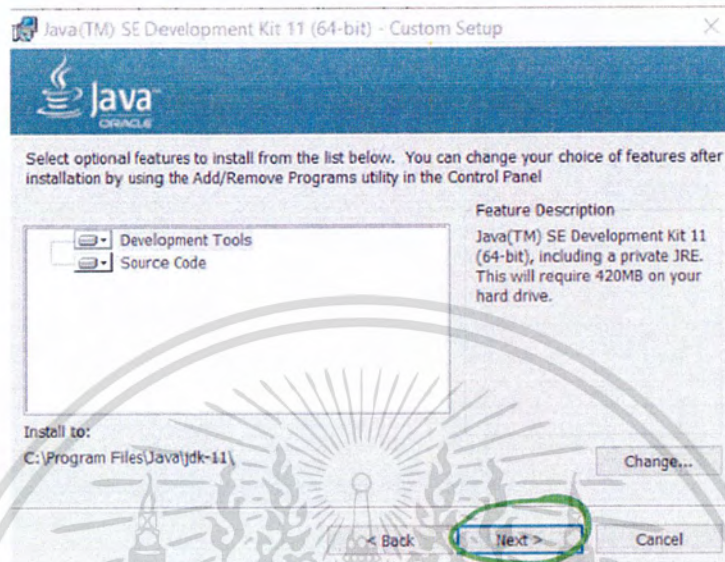 Java(TM) SE Development Kit 11 (64-bit) - Custom Setup
Java
ORACLE
Select optional features to install from the list below. You can change your choice of features after
installation by using the Add/Remove Programs utility in the Control Panel
Development Tools
Source Code
Feature Description
Java(TM) SE Development Kit 11
(64-bit), including a private JRE.
This will require 420MB on your
hard drive.
Install to:
C:\Program Files\Java\jdk-11\
Change...
< Back
Next >
Cancel